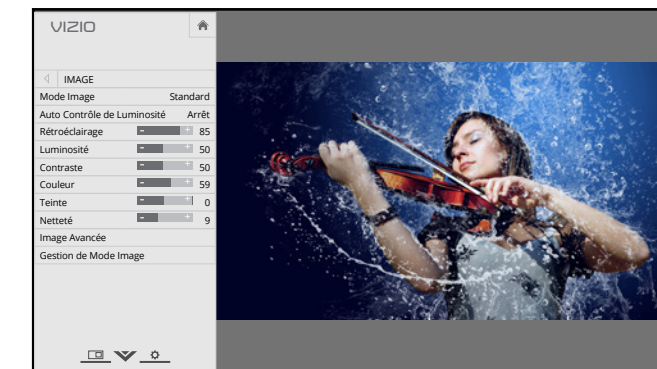 VIZIO
IMAGE
Mode Image Standard
Auto Contrôle de Luminosité Arrêt
Rétroéclairage - + 85
Luminosité - + 50
Contraste - + 50
Couleur - + 59
Teinte - + 0
Netteté - + 9
Image Avancée
Gestion de Mode Image